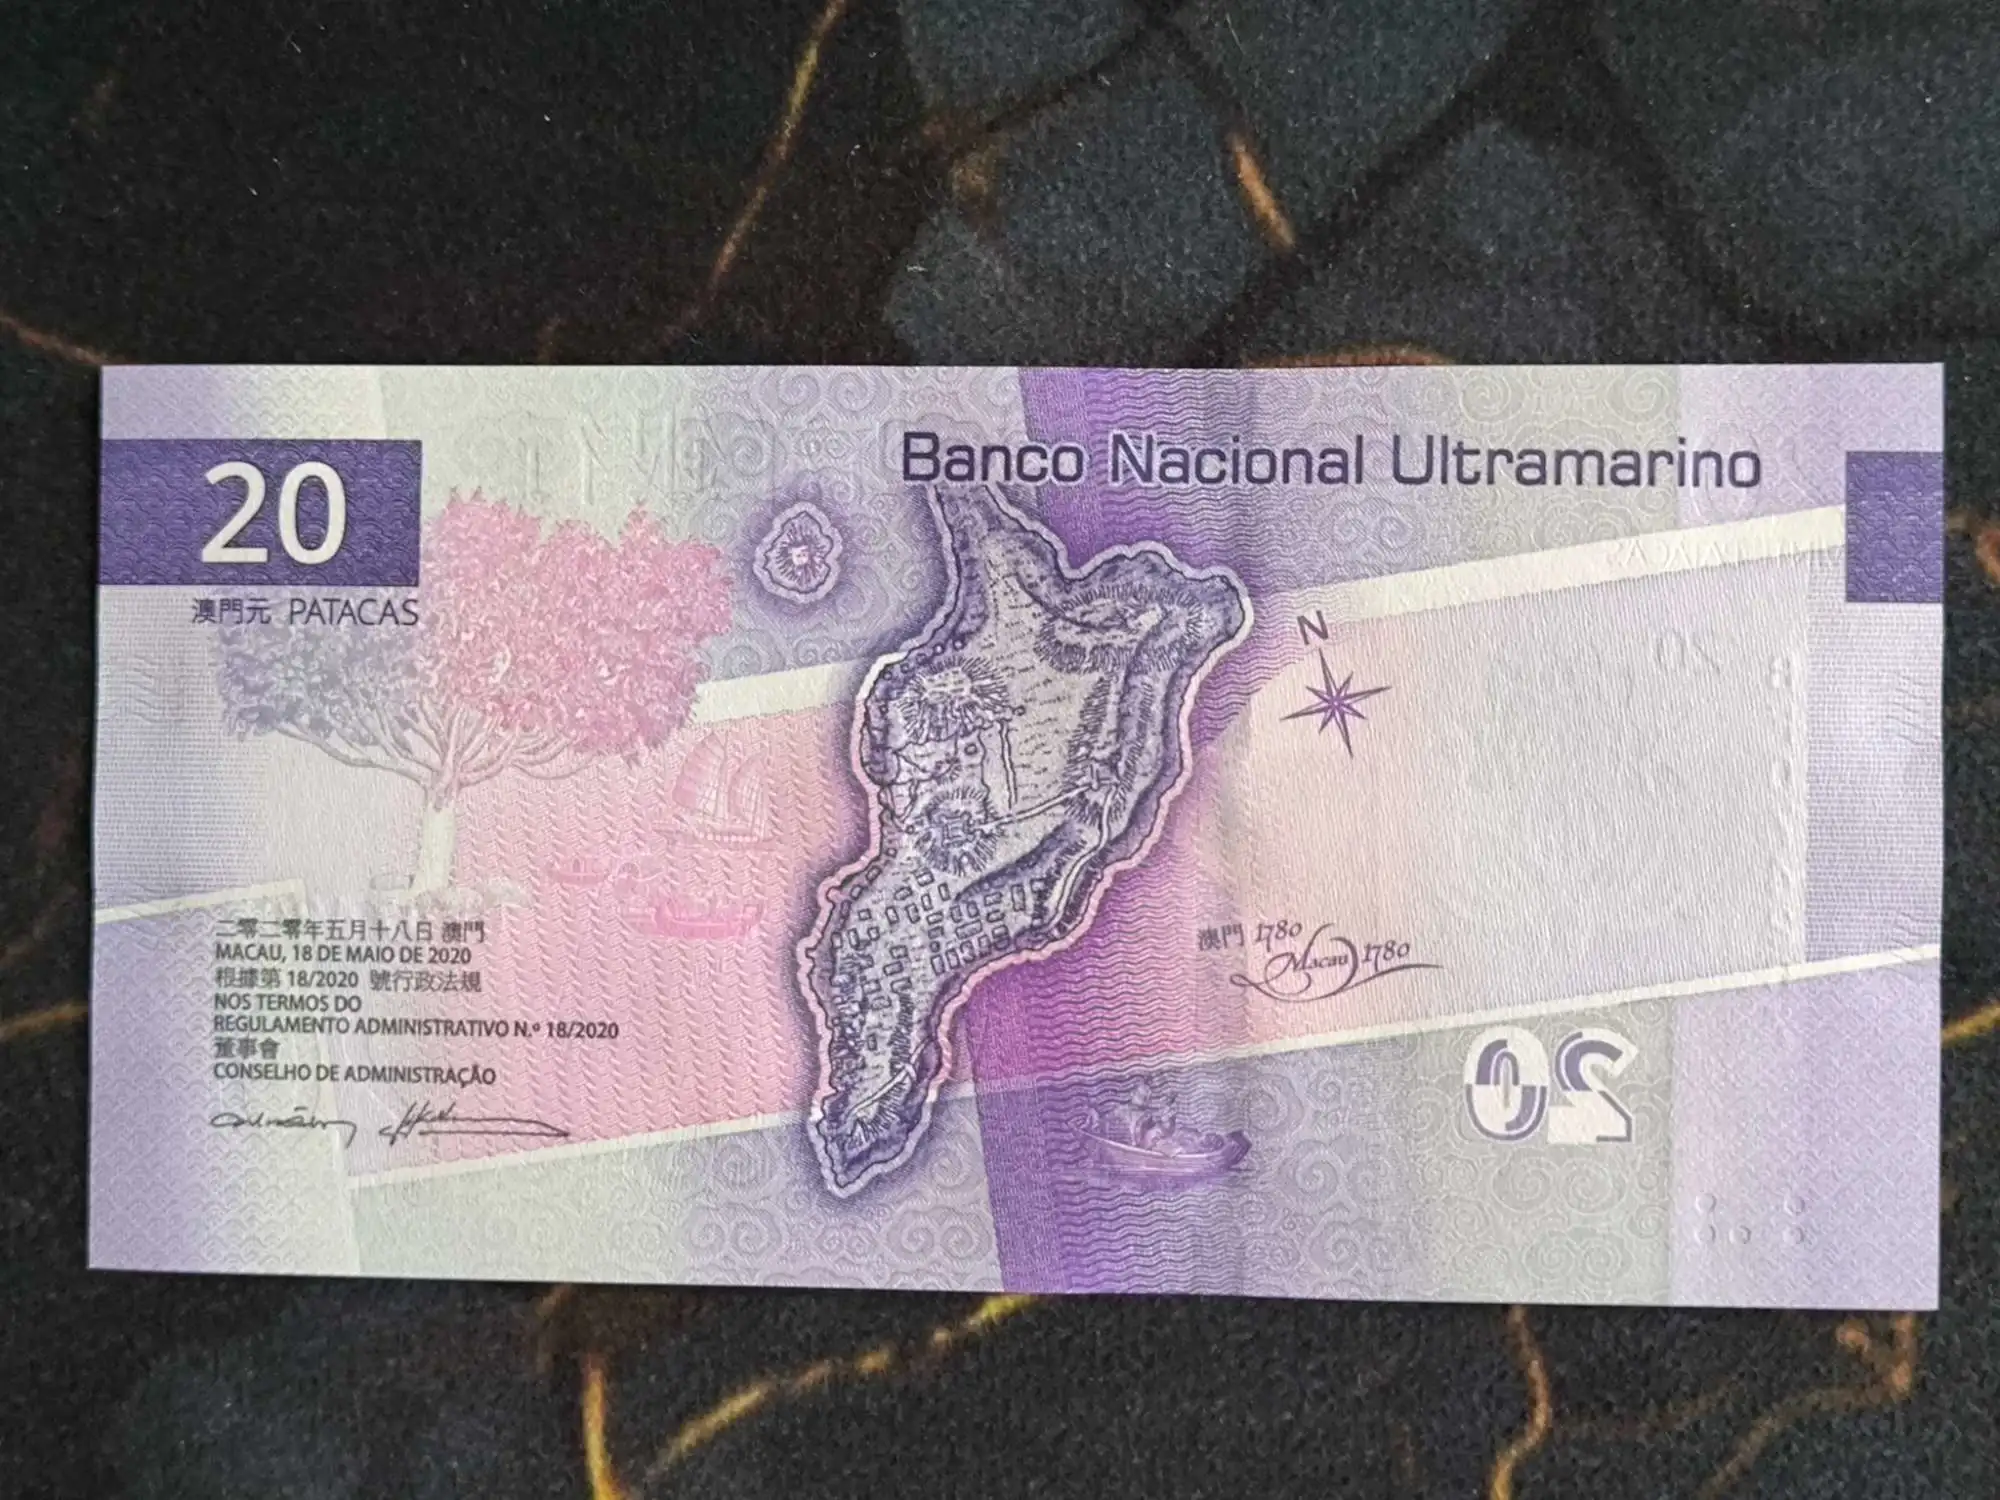 20
澳門元 PATACAS
Banco Nacional Ultramarino
N
澳門 1780
Macau 1780
二零二零年五月十八日 澳門
MACAU, 18 DE MAIO DE 2020
根據第 18/2020 號行政法規
NOS TERMOS DO
REGULAMENTO ADMINISTRATIVO N.º 18/2020
董事會
CONSELHO DE ADMINISTRAÇÃO
20